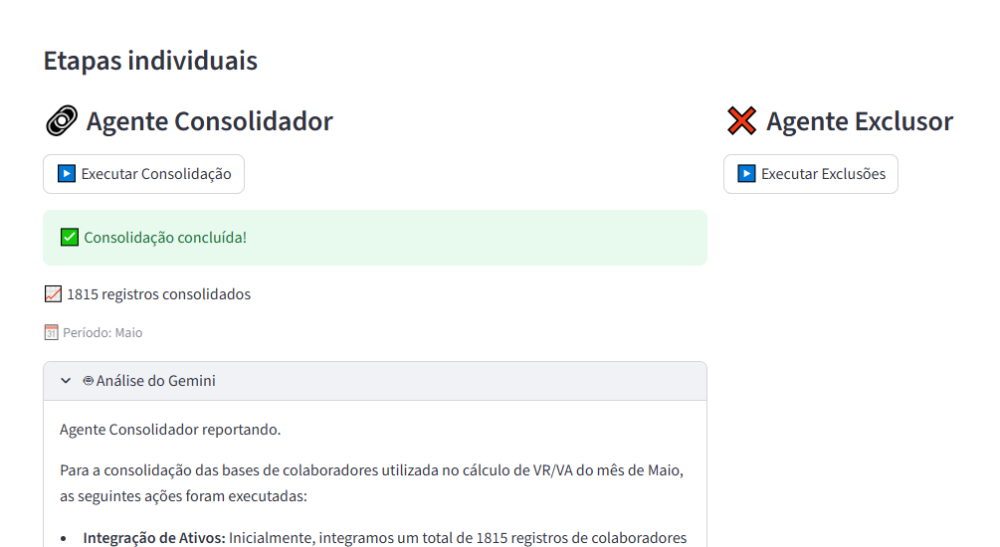 Etapas individuais
Agente Consolidador
Executar Consolidação
Consolidação concluída!
1815 registros consolidados
Período: Maio
Análise do Gemini
Agente Consolidador reportando.
Para a consolidação das bases de colaboradores utilizada no cálculo de VR/VA do mês de Maio,
as seguintes ações foram executadas:
• Integração de Ativos: Inicialmente, integramos um total de 1815 registros de colaboradores
Agente Exclusor
Executar Exclusões